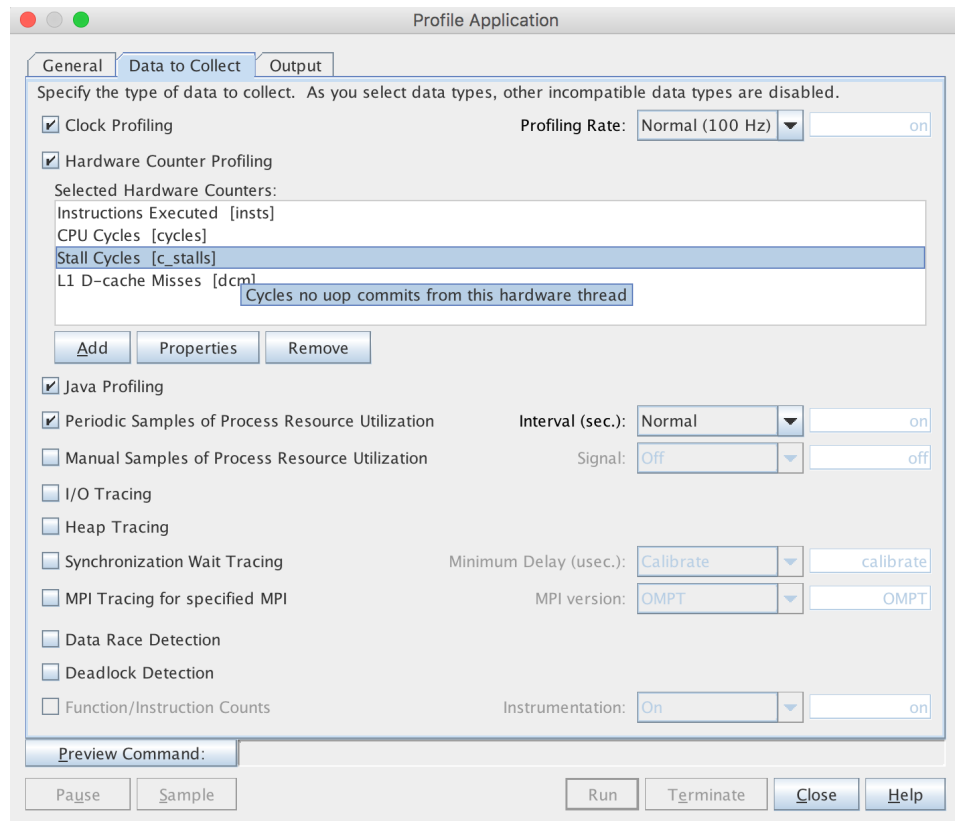 Profile Application
General Data to Collect Output
Specify the type of data to collect. As you select data types, other incompatible data types are disabled.
Clock Profiling Profiling Rate: Normal (100 Hz) on
Hardware Counter Profiling
Selected Hardware Counters:
Instructions Executed [insts]
CPU Cycles [cycles]
Stall Cycles [c_stalls]
L1 D-cache Misses [dcm]
Cycles no uop commits from this hardware thread
Add Properties Remove
Java Profiling
Periodic Samples of Process Resource Utilization Interval (sec.): Normal on
Manual Samples of Process Resource Utilization Signal: Off off
I/O Tracing
Heap Tracing
Synchronization Wait Tracing Minimum Delay (usec.): Calibrate calibrate
MPI Tracing for specified MPI MPI version: OMPT OMPT
Data Race Detection
Deadlock Detection
Function/Instruction Counts Instrumentation: On on
Preview Command:
Pause Sample Run Terminate Close Help